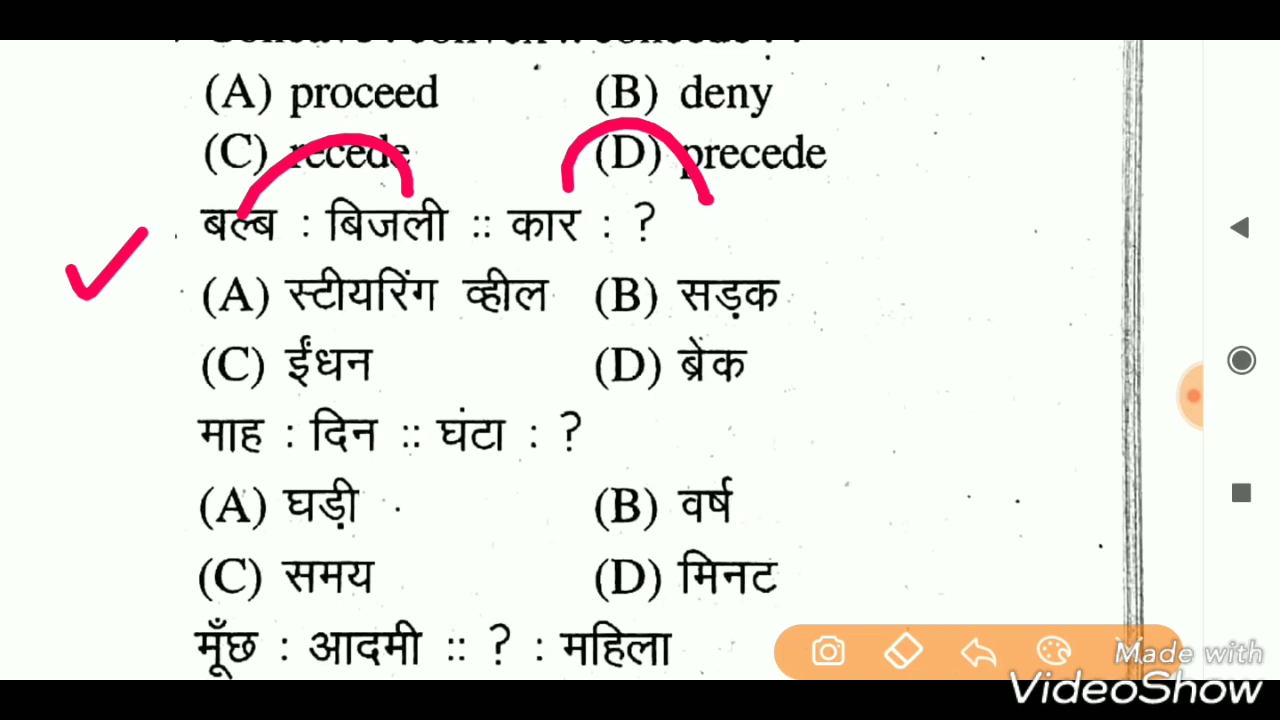 (A) proceed (B) deny
(C) recede (D) precede
बल्ब : बिजली :: कार : ?
(A) स्टीयरिंग व्हील (B) सड़क
(C) ईंधन (D) ब्रेक
माह : दिन :: घंटा : ?
(A) घड़ी (B) वर्ष
(C) समय (D) मिनट
मूँछ : आदमी :: ? : महिला
Made with
VideoShow